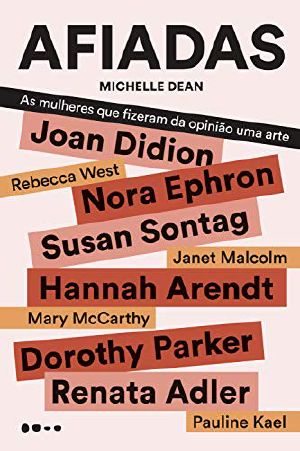 AFIADAS
MICHELLE DEAN
As mulheres que fizeram da opinião uma arte
Joan Didion
Rebecca West
Nora Ephron
Susan Sontag
Janet Malcolm
Hannah Arendt
Mary McCarthy
Dorothy Parker
Renata Adler
Pauline Kael